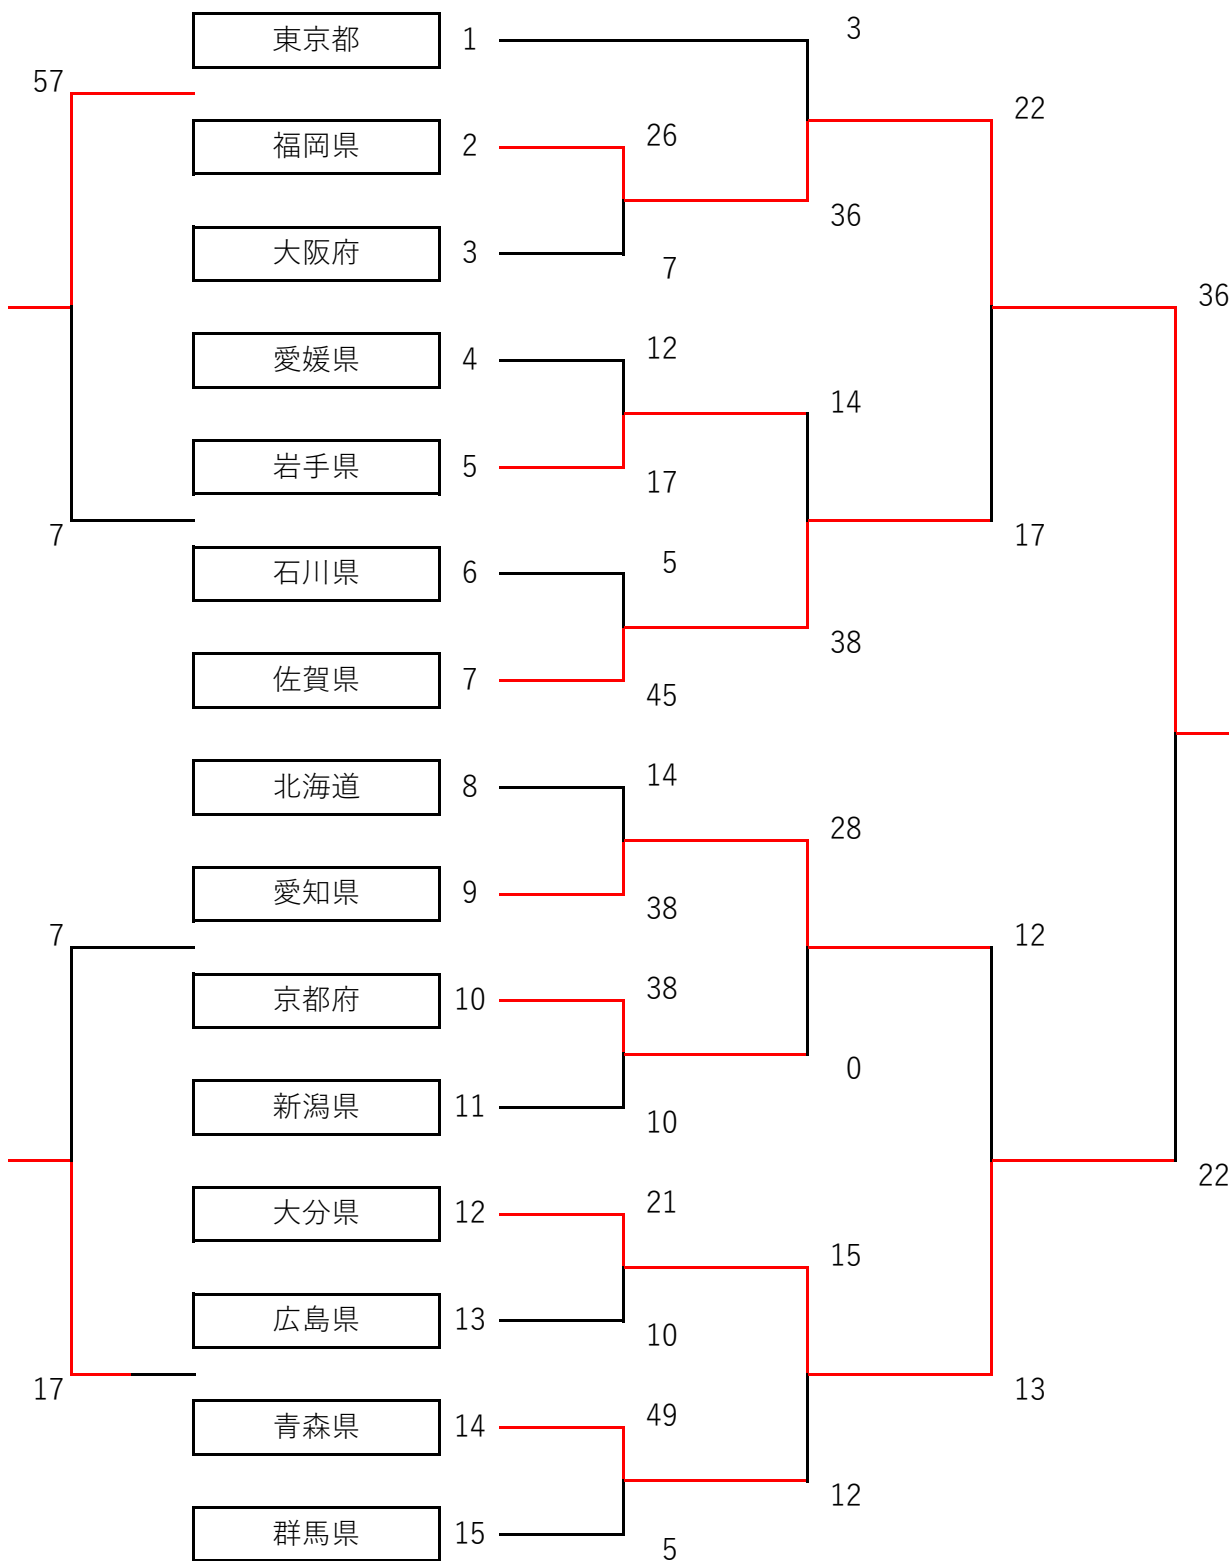 東京都 1 3
57
22
福岡県 2 26
36
大阪府 3 7
36
愛媛県 4 12
14
岩手県 5 17
7 17
石川県 6 5
38
佐賀県 7 45
北海道 8 14
28
愛知県 9 38
7 12
京都府 10 38
0
新潟県 11 10
22
大分県 12 21
15
広島県 13 10
17 13
青森県 14 49
12
群馬県 15 5